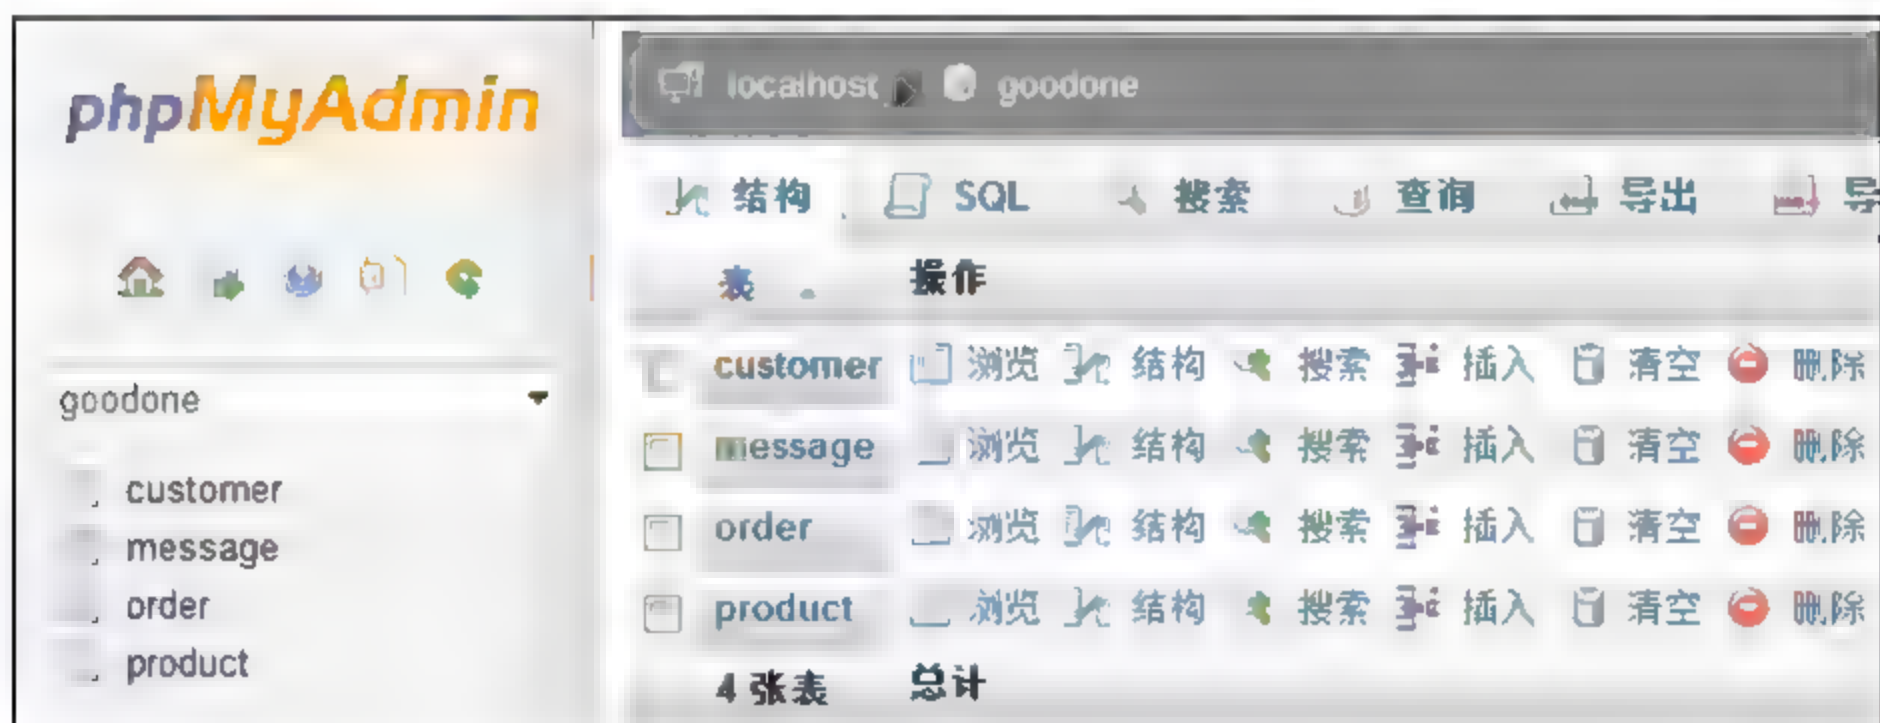 phpMyAdmin
goodone
customer
message
order
product
localhost goodone
结构 SQL 搜索 查询 导出 导
表 操作
customer 浏览 结构 搜索 插入 清空 删除
message 浏览 结构 搜索 插入 清空 删除
order 浏览 结构 搜索 插入 清空 删除
product 浏览 结构 搜索 插入 清空 删除
4 张表 总计